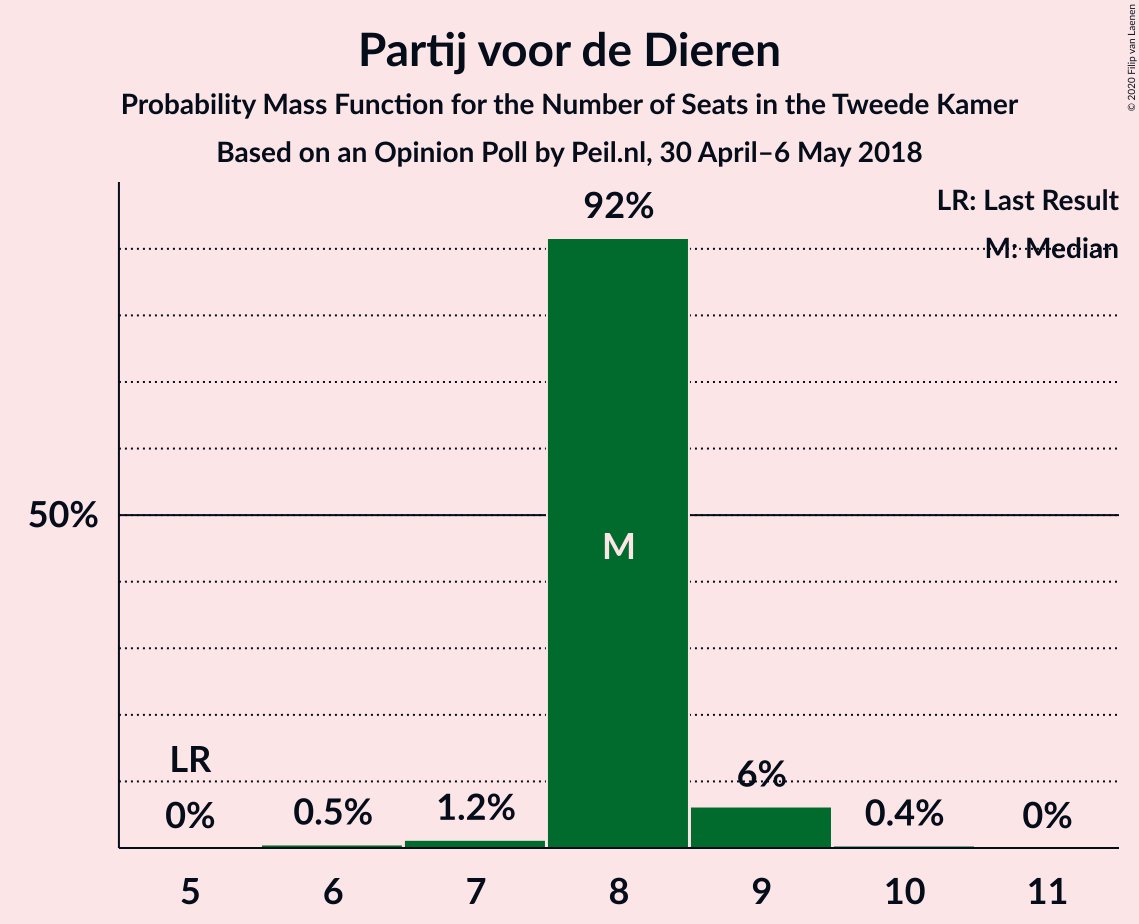 Partij voor de Dieren
Probability Mass Function for the Number of Seats in the Tweede Kamer
Based on an Opinion Poll by Peil.nl, 30 April–6 May 2018
© 2020 Filip van Laenen
LR: Last Result
M: Median
92%
50%
M
LR
0%
0.5%
1.2%
6%
0.4%
0%
5 6 7 8 9 10 11